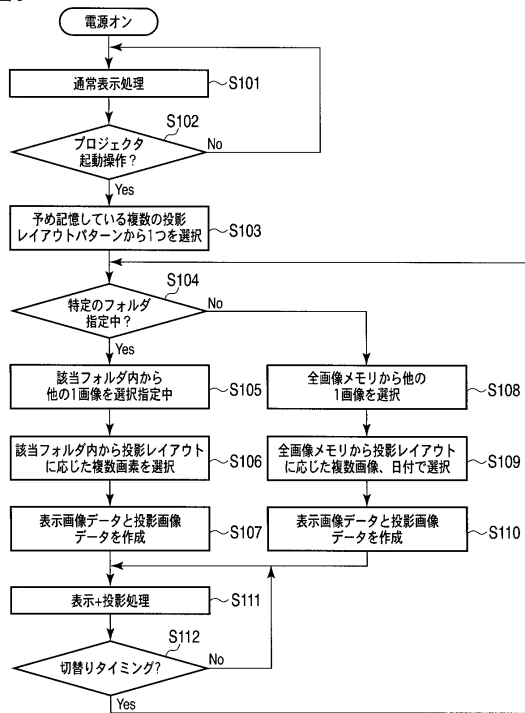 電源オン
通常表示処理
S101
S102
プロジェクタ
起動操作?
No
Yes
予め記憶している複数の投影
レイアウトパターンから1つを選択
S103
S104
特定のフォルダ
指定中?
No
Yes
該当フォルダ内から
他の1画像を選択指定中
S105
全画像メモリから他の
1画像を選択
S108
該当フォルダ内から投影レイアウト
に応じた複数画素を選択
S106
全画像メモリから投影レイアウト
に応じた複数画像、日付で選択
S109
表示画像データと投影画像
データを作成
S107
表示画像データと投影画像
データを作成
S110
表示+投影処理
S111
S112
切替りタイミング?
No
Yes